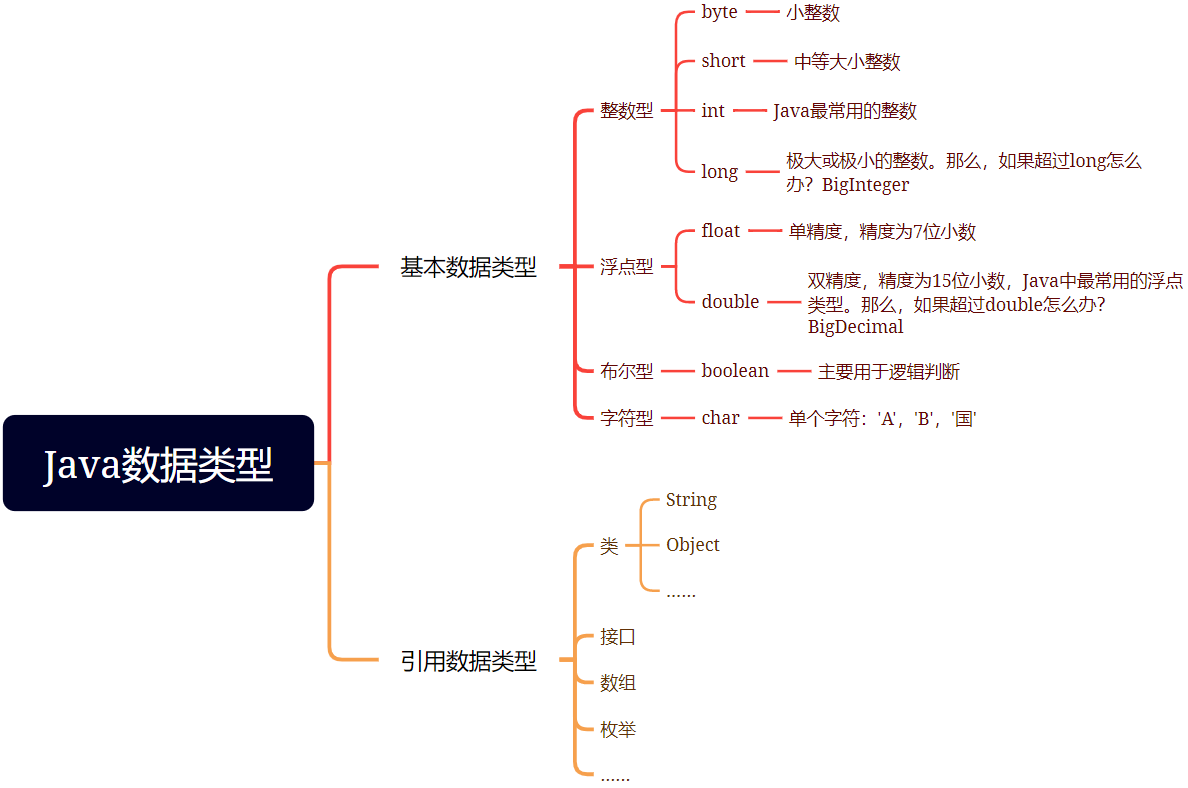 Java数据类型
基本数据类型
整数型
byte
小整数
short
中等大小整数
int
Java最常用的整数
long
极大或极小的整数。那么，如果超过long怎么
办？BigInteger
浮点型
float
单精度，精度为7位小数
double
双精度，精度为15位小数，Java中最常用的浮点
类型。那么，如果超过double怎么办？
BigDecimal
布尔型
boolean
主要用于逻辑判断
字符型
char
单个字符：'A'，'B'，'国'
引用数据类型
类
String
Object
……
接口
数组
枚举
……